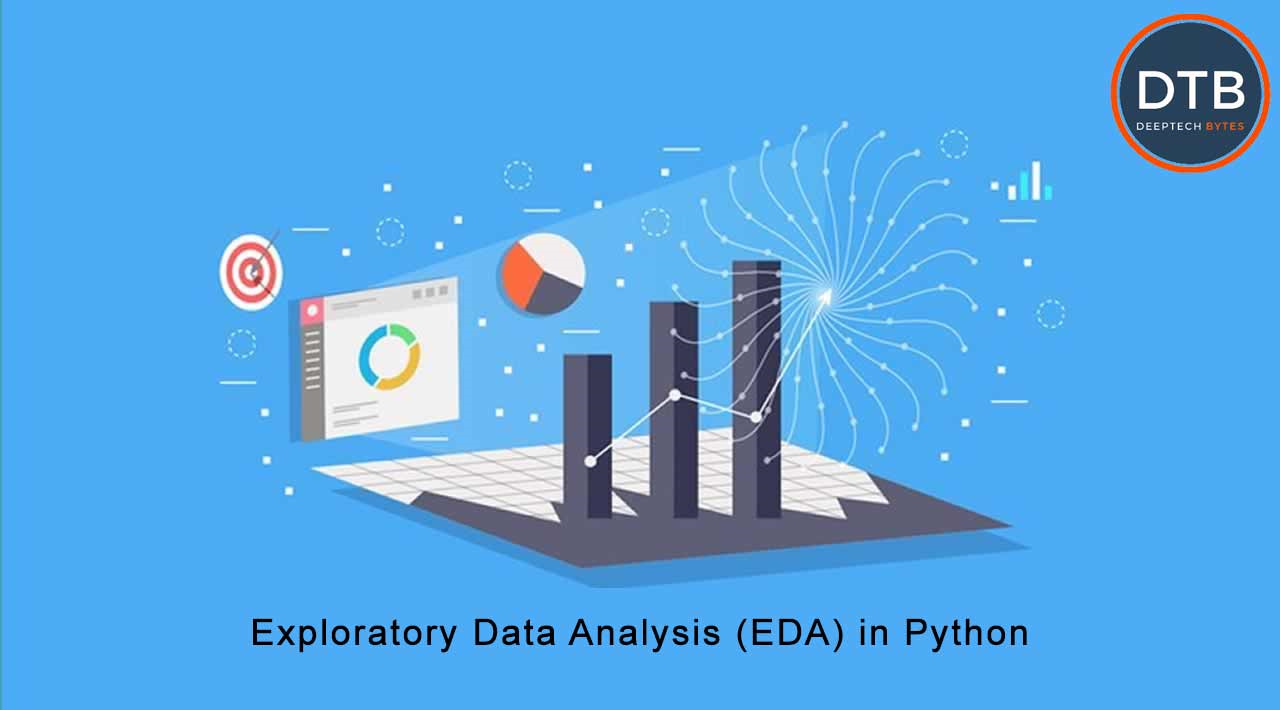 DTB
DEEPTECH BYTES
Exploratory Data Analysis (EDA) in Python